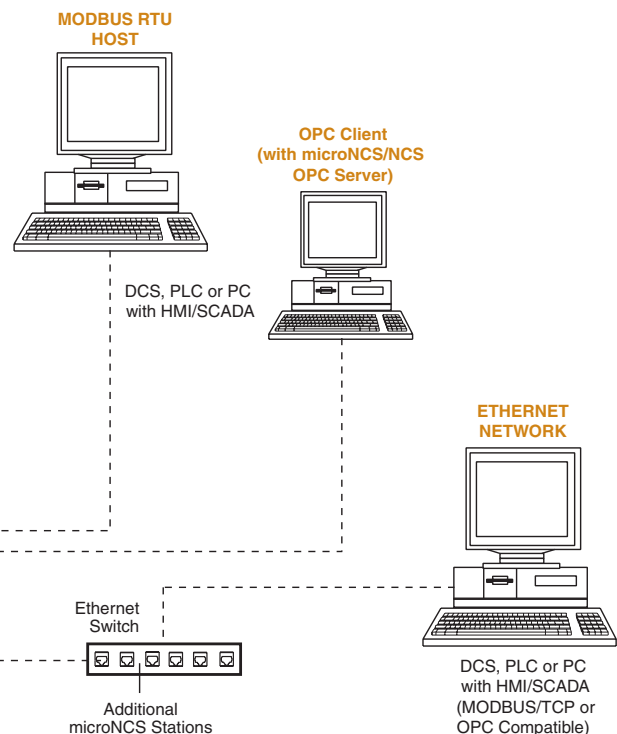 MODBUS RTU
HOST
OPC Client
(with microNCS/NCS
OPC Server)
DCS, PLC or PC
with HMI/SCADA
ETHERNET
NETWORK
Ethernet
Switch
Additional
microNCS Stations
DCS, PLC or PC
with HMI/SCADA
(MODBUS/TCP or
OPC Compatible)